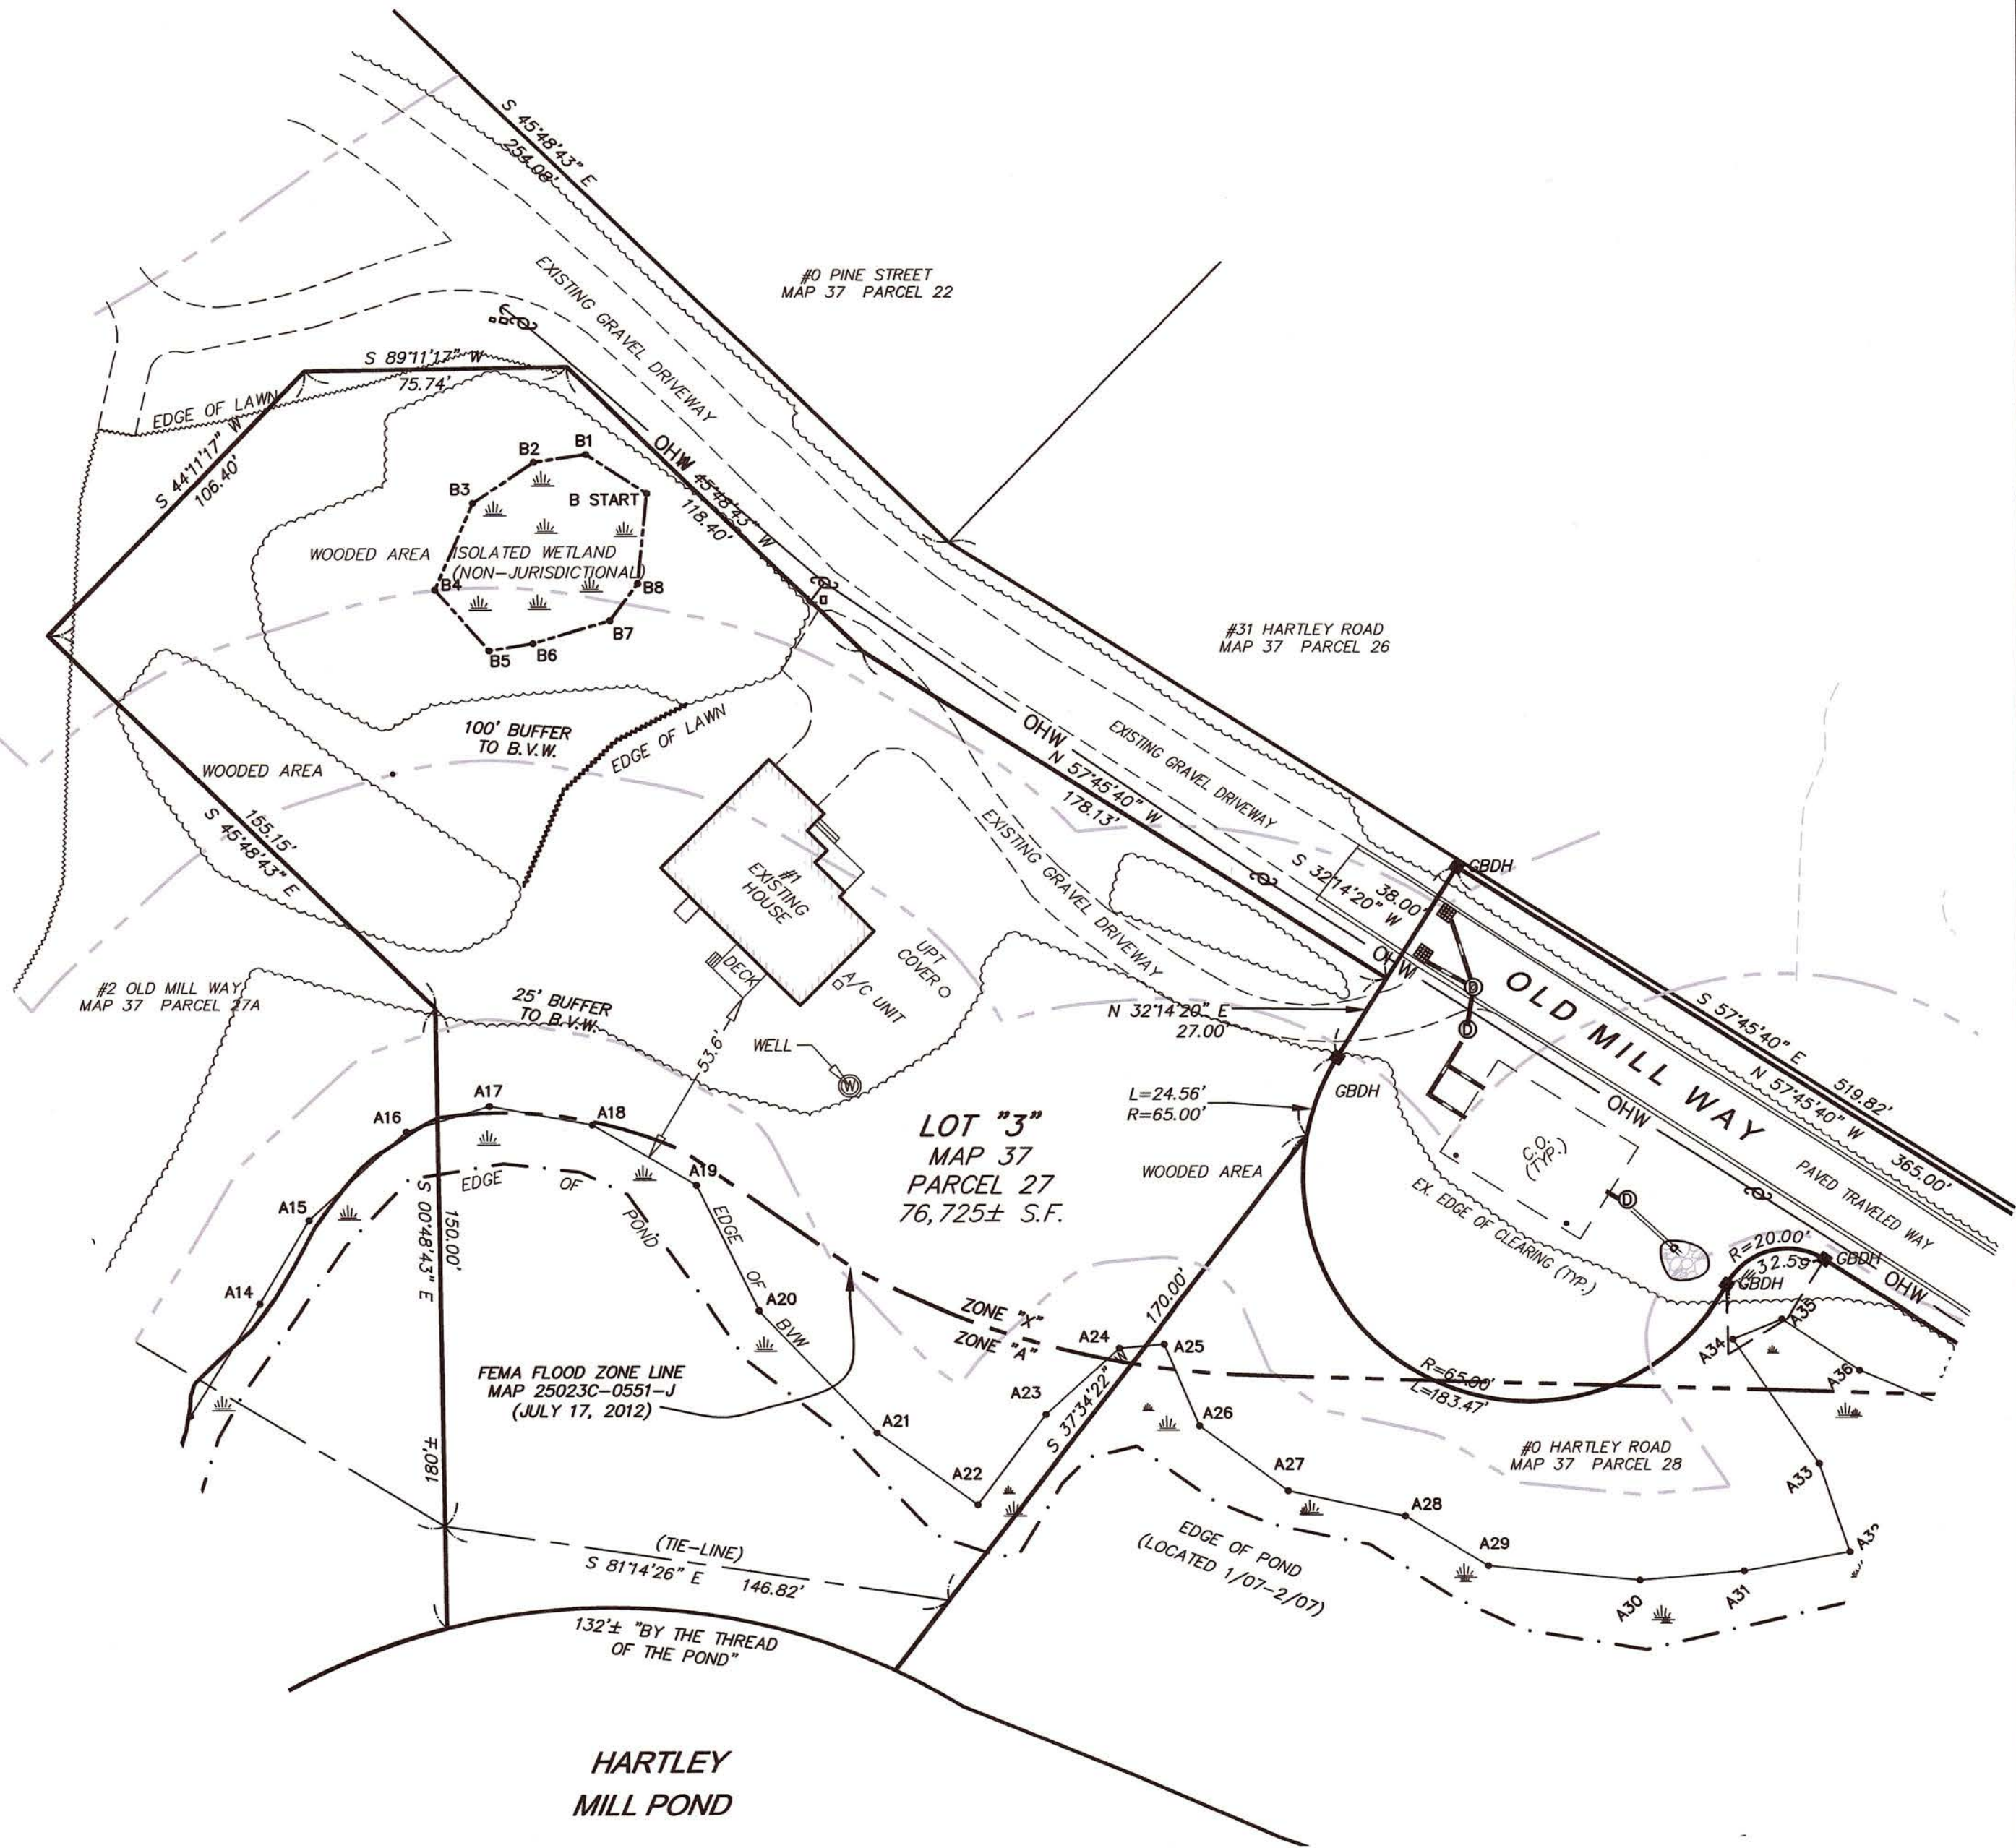 S 45°48'43" E
254.08'
#0 PINE STREET
MAP 37 PARCEL 22
EXISTING GRAVEL DRIVEWAY
S 89°11'17" W
75.74'
EDGE OF LAWN
S 44°11'17" W
106.40'
OHW
45°48'43" W
118.40'
B1
B2
B3
B START
WOODED AREA
ISOLATED WETLAND
(NON-JURISDICTIONAL)
B4
B8
B7
B6
B5
#31 HARTLEY ROAD
MAP 37 PARCEL 26
100' BUFFER
TO B.V.W.
EDGE OF LAWN
WOODED AREA
155.15'
S 45°48'43" E
OHW
N 57°45'40" W
178.13'
EXISTING GRAVEL DRIVEWAY
EXISTING GRAVEL DRIVEWAY
#1
EXISTING
HOUSE
DECK
UPT
COVER
A/C UNIT
S 32°14'20" W
38.00'
GBDH
OHW
#2 OLD MILL WAY
MAP 37 PARCEL 27A
25' BUFFER
TO B.V.W.
53.6'
WELL
W
N 32°14'20" E
27.00'
GBDH
D
D
OLD MILL WAY
S 57°45'40" E
519.82'
N 57°45'40" W
365.00'
PAVED TRAVELED WAY
OHW
L=24.56'
R=65.00'
C.O.
(TYP.)
D
EX. EDGE OF CLEARING (TYP.)
R=20.00'
L=32.59'
GBDH
GBDH
OHW
LOT "3"
MAP 37
PARCEL 27
76,725± S.F.
WOODED AREA
A17
A16
A18
A19
A15
A14
EDGE OF POND
EDGE OF BVW
A20
S 00°48'43" E
150.00'
180'±
ZONE "X"
ZONE "A"
170.00'
S 37°34'22" W
A24
A25
A23
A26
A21
A22
FEMA FLOOD ZONE LINE
MAP 25023C-0551-J
(JULY 17, 2012)
R=65.00'
L=183.47'
A34
A35
A36
#0 HARTLEY ROAD
MAP 37 PARCEL 28
A27
A28
A29
A30
A31
A33
EDGE OF POND
(LOCATED 1/07-2/07)
(TIE-LINE)
S 81°14'26" E
146.82'
132'± "BY THE THREAD
OF THE POND"
HARTLEY
MILL POND